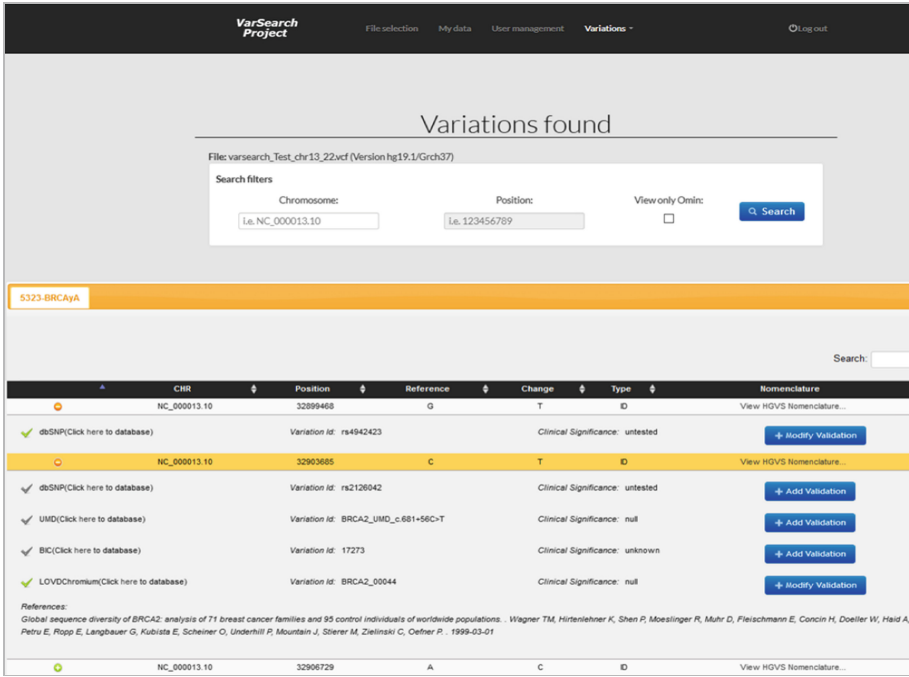 VarSearch
Project
File selection My data User management Variations Log out
Variations found
File: varsearch_Test_chr13_22.vcf (Version hg19.1/Grch37)
Search filters
Chromosome: Position: View only Omin:
i.e. NC_000013.10 i.e. 123456789 Search
5323-BRCAyA
Search:
CHR Position Reference Change Type Nomenclature
NC_000013.10 32899468 G T ID View HGVS Nomenclature...
dbSNP(Click here to database) Variation Id: rs4942423 Clinical Significance: untested + Modify Validation
NC_000013.10 32903685 C T ID View HGVS Nomenclature...
dbSNP(Click here to database) Variation Id: rs2126042 Clinical Significance: untested + Add Validation
UMD(Click here to database) Variation Id: BRCA2_UMD_c.681+56C>T Clinical Significance: null + Add Validation
BIC(Click here to database) Variation Id: 17273 Clinical Significance: unknown + Add Validation
LOVDChromium(Click here to database) Variation Id: BRCA2_00044 Clinical Significance: null + Modify Validation
References:
Global sequence diversity of BRCA2: analysis of 71 breast cancer families and 95 control individuals of worldwide populations. . Wagner TM, Hirtenlehner K, Shen P, Moeslinger R, Muhr D, Fleischmann E, Concin H, Doeller W, Haid A,
Petru E, Ropp E, Langbauer G, Kubista E, Scheiner O, Underhill P, Mountain J, Stierer M, Zielinski C, Oefner P. . 1999-03-01
NC_000013.10 32906729 A C ID View HGVS Nomenclature...